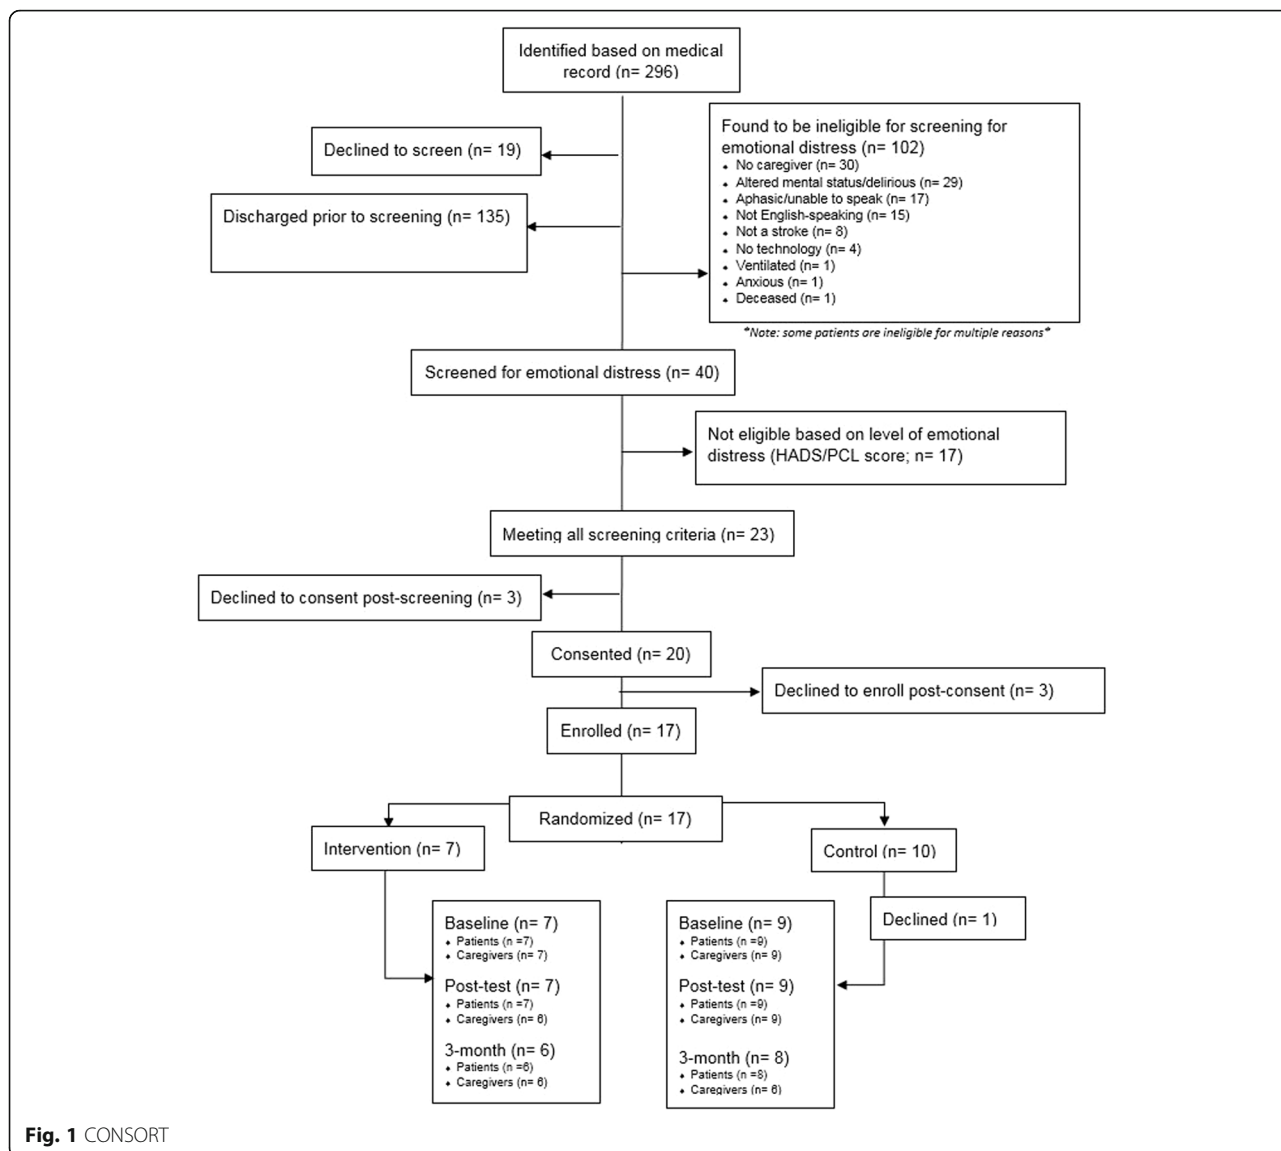 Identified based on medical
record (n= 296)
Declined to screen (n= 19)
Discharged prior to screening (n= 135)
Found to be ineligible for screening for
emotional distress (n= 102)
• No caregiver (n= 30)
• Altered mental status/delirious (n= 29)
• Aphasic/unable to speak (n= 17)
• Not English-speaking (n= 15)
• Not a stroke (n= 8)
• No technology (n= 4)
• Ventilated (n= 1)
• Anxious (n= 1)
• Deceased (n= 1)
*Note: some patients are ineligible for multiple reasons*
Screened for emotional distress (n= 40)
Not eligible based on level of emotional
distress (HADS/PCL score; n= 17)
Meeting all screening criteria (n= 23)
Declined to consent post-screening (n= 3)
Consented (n= 20)
Declined to enroll post-consent (n= 3)
Enrolled (n= 17)
Randomized (n= 17)
Intervention (n= 7)
Control (n= 10)
Declined (n= 1)
Baseline (n= 7)
• Patients (n =7)
• Caregivers (n= 7)
Post-test (n= 7)
• Patients (n =7)
• Caregivers (n= 6)
3-month (n= 6)
• Patients (n =6)
• Caregivers (n= 6)
Baseline (n= 9)
• Patients (n =9)
• Caregivers (n= 9)
Post-test (n= 9)
• Patients (n =9)
• Caregivers (n= 9)
3-month (n= 8)
• Patients (n =8)
• Caregivers (n= 6)
Fig. 1 CONSORT